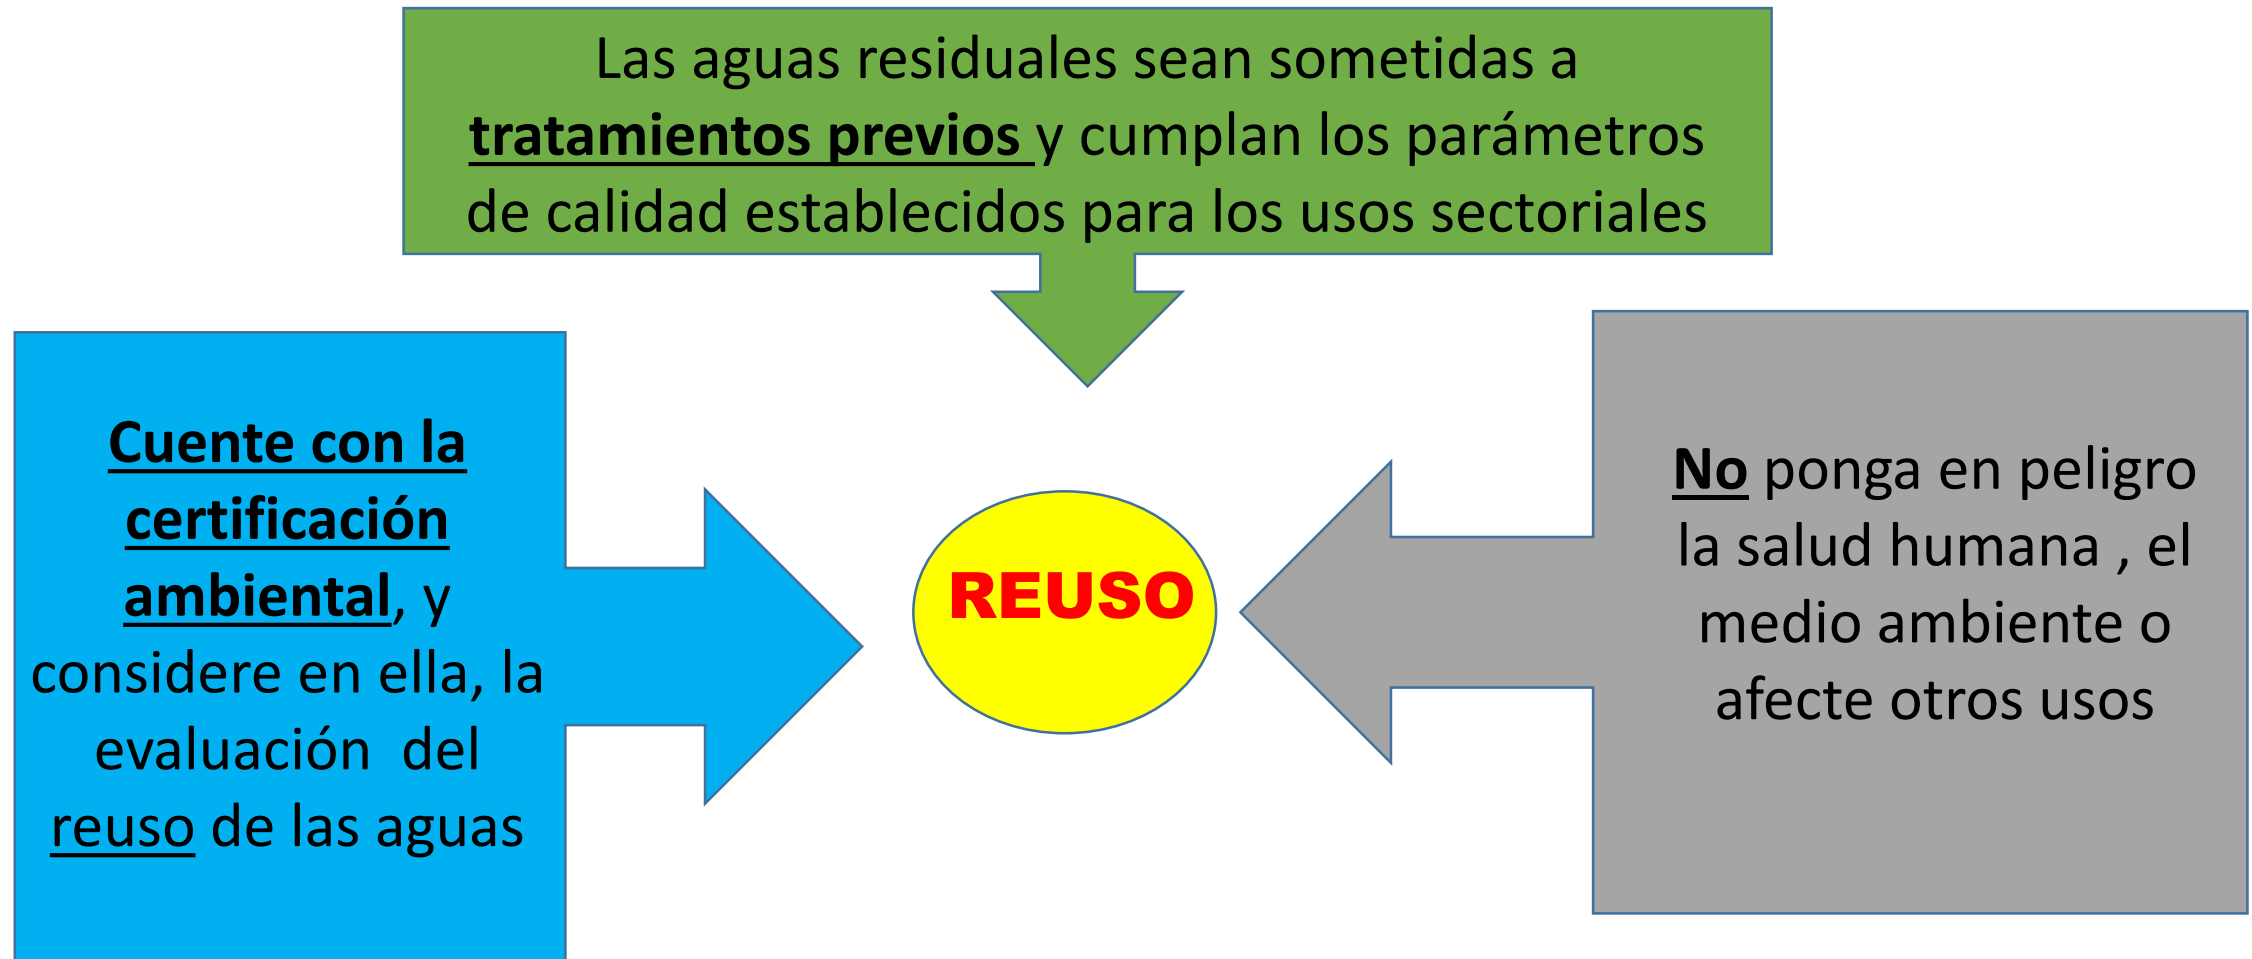 Las aguas residuales sean sometidas a
tratamientos previos y cumplan los parámetros
de calidad establecidos para los usos sectoriales
Cuente con la
certificación
ambiental, y
considere en ella, la
evaluación  del
reuso de las aguas
REUSO
No ponga en peligro
la salud humana , el
medio ambiente o
afecte otros usos